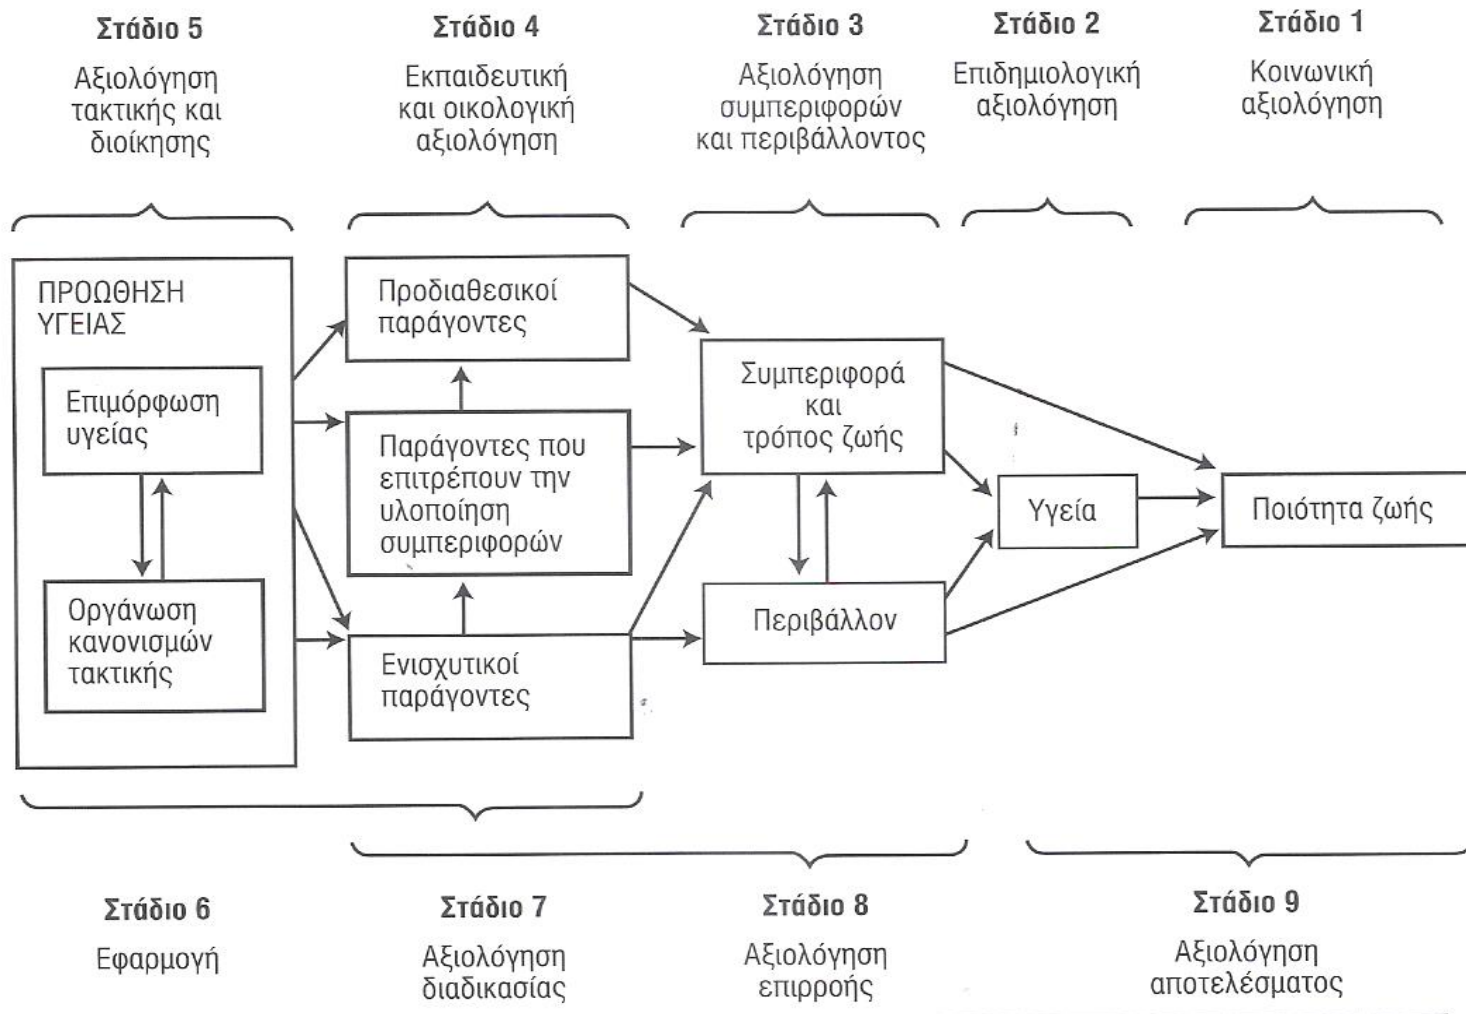 Στάδιο 5
Αξιολόγηση
τακτικής και
διοίκησης
Στάδιο 4
Εκπαιδευτική
και οικολογική
αξιολόγηση
Στάδιο 3
Αξιολόγηση
συμπεριφορών
και περιβάλλοντος
Στάδιο 2
Επιδημιολογική
αξιολόγηση
Στάδιο 1
Κοινωνική
αξιολόγηση
ΠΡΟΩΘΗΣΗ
ΥΓΕΙΑΣ
Επιμόρφωση
υγείας
Οργάνωση
κανονισμών
τακτικής
Προδιαθεσικοί
παράγοντες
Παράγοντες που
επιτρέπουν την
υλοποίηση
συμπεριφορών
Ενισχυτικοί
παράγοντες
Συμπεριφορά
και
τρόπος ζωής
Περιβάλλον
Υγεία
Ποιότητα ζωής
Στάδιο 6
Εφαρμογή
Στάδιο 7
Αξιολόγηση
διαδικασίας
Στάδιο 8
Αξιολόγηση
επιρροής
Στάδιο 9
Αξιολόγηση
αποτελέσματος